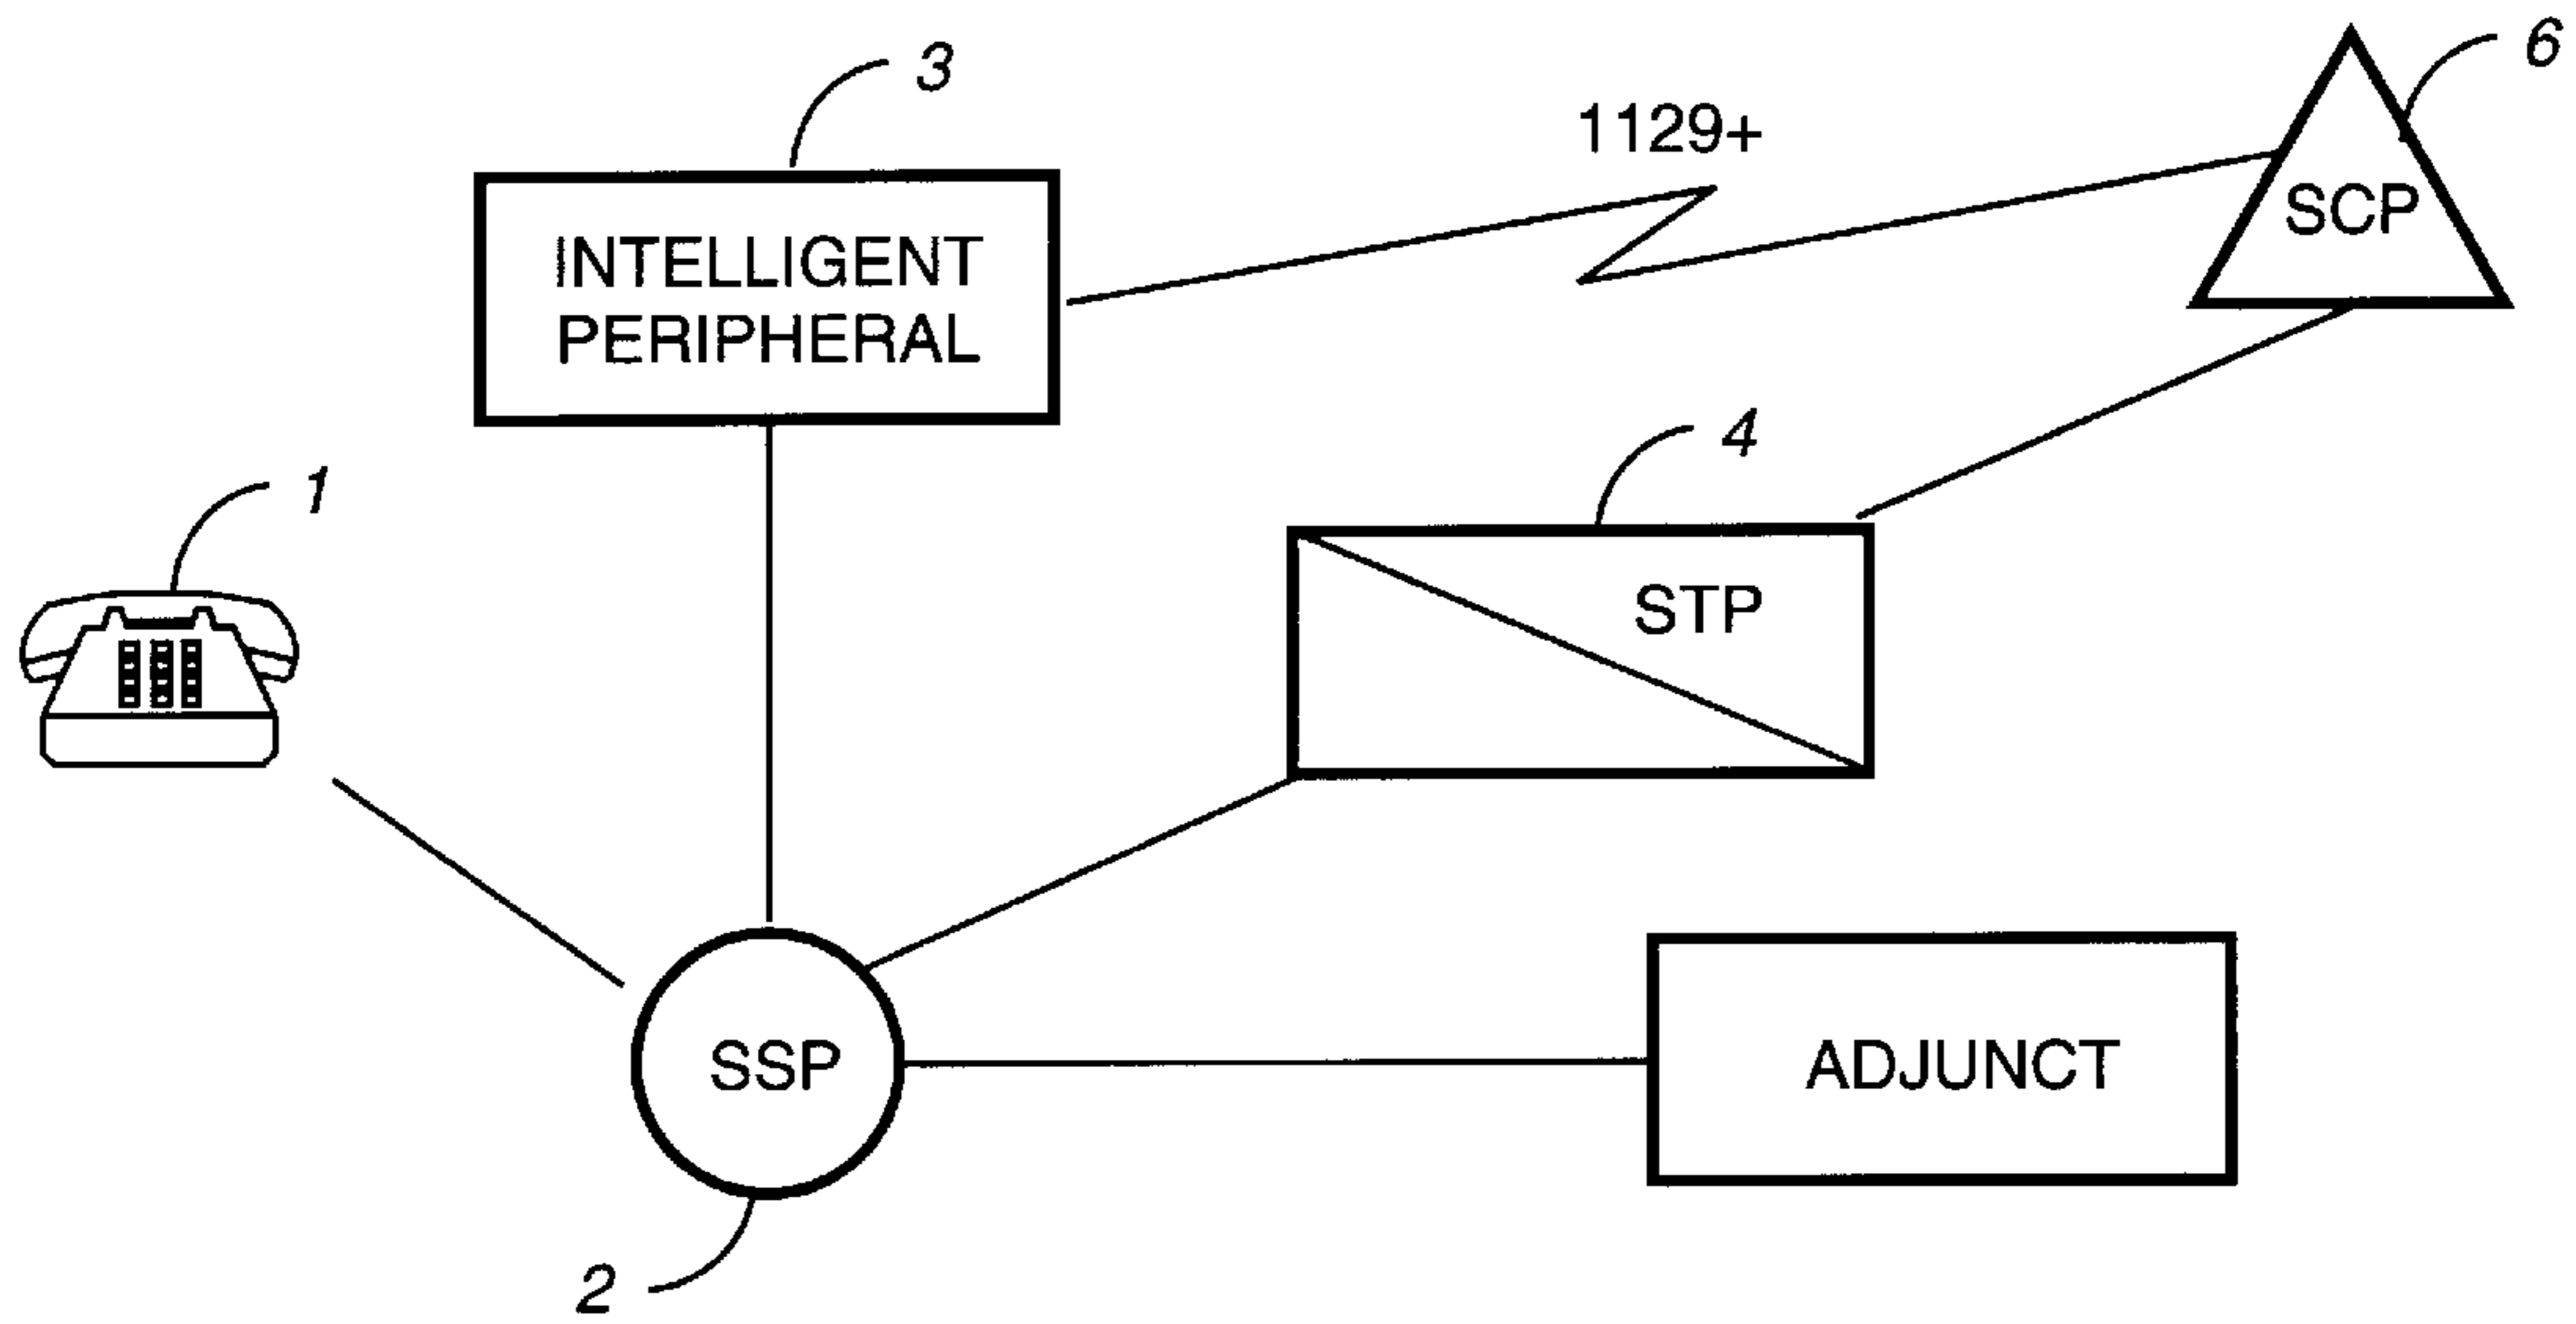 3
6
1129+
SCP
INTELLIGENT
PERIPHERAL
4
1
STP
SSP
ADJUNCT
2